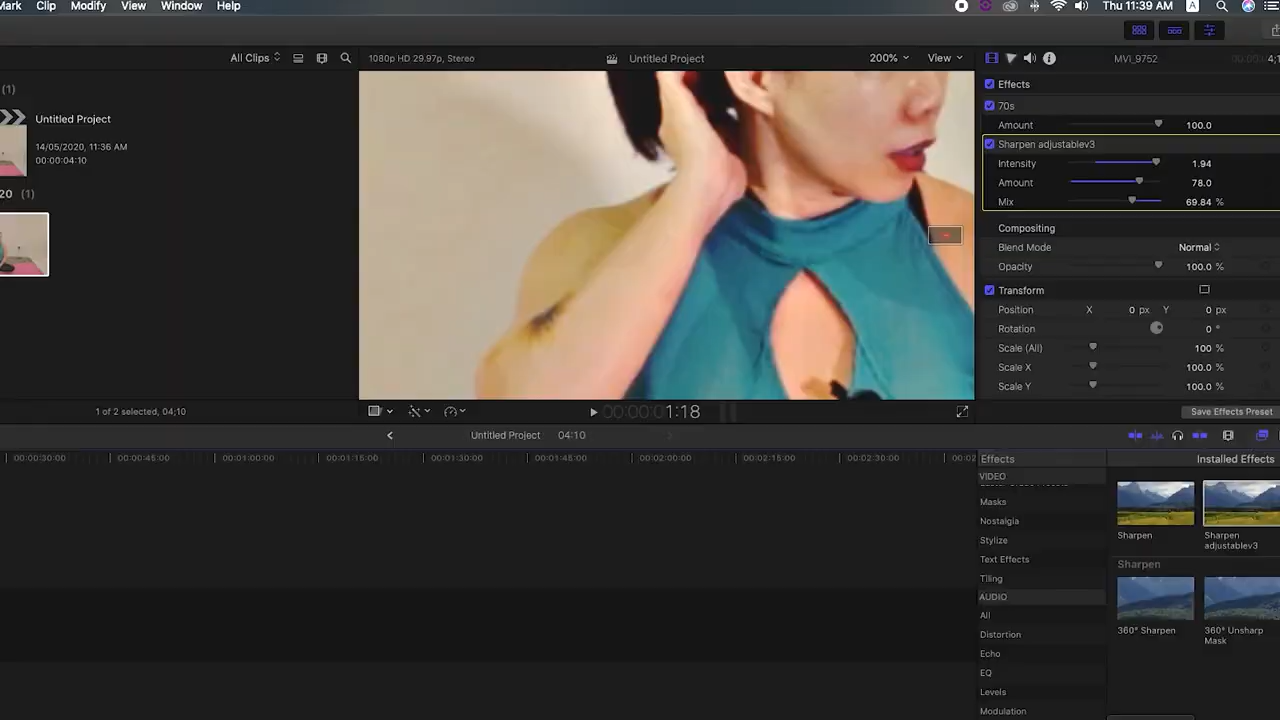 Mark Clip Modify View Window Help Thu 11:39 AM A
All Clips 1080p HD 29.97p, Stereo Untitled Project 200% View MVI_9752
(1) Effects
Untitled Project 70s
Amount 100.0
14/05/2020, 11:36 AM Sharpen adjustablev3
00:00:04:10 Intensity 1.94
Amount 78.0
20 (1) Mix 69.84 %
Compositing
Blend Mode Normal
Opacity 100.0 %
Transform
Position X 0 px Y 0 px
Rotation 0 °
Scale (All) 100 %
Scale X 100.0 %
Scale Y 100.0 %
1 of 2 selected, 04;10 00:00:01:18 Save Effects Preset
Untitled Project 04:10
00:00:30:00 00:00:45:00 00:01:00:00 00:01:15:00 00:01:30:00 00:01:45:00 00:02:00:00 00:02:15:00 00:02:30:00 00:02 Effects Installed Effects
VIDEO
Masks
Nostalgia
Stylize
Text Effects
Tiling
AUDIO
All
Distortion
Echo
EQ
Levels
Modulation
Sharpen
Sharpen
adjustablev3
Sharpen
360° Sharpen
360° Unsharp
Mask